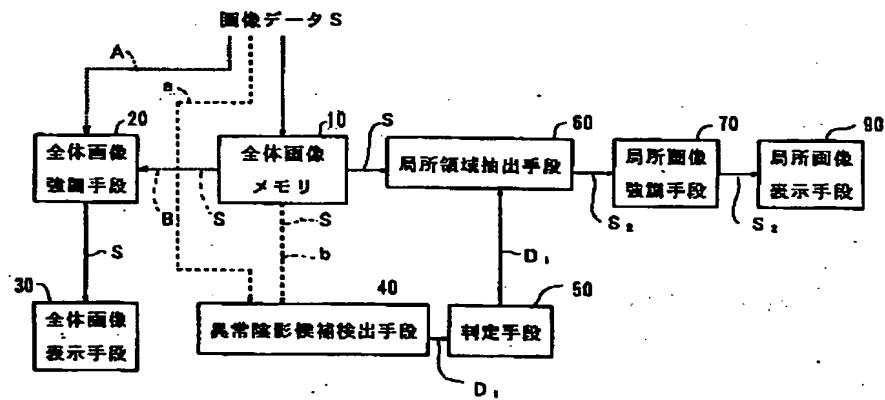 画像データS
A
a
20
全体画像
強調手段
10
全体画像
メモリ
S
60
局所領域抽出手段
70
局所画像
強調手段
90
局所画像
表示手段
B
S
S
b
S₂
S₂
S
D₁
30
全体画像
表示手段
40
異常陰影候補検出手段
50
判定手段
D₁